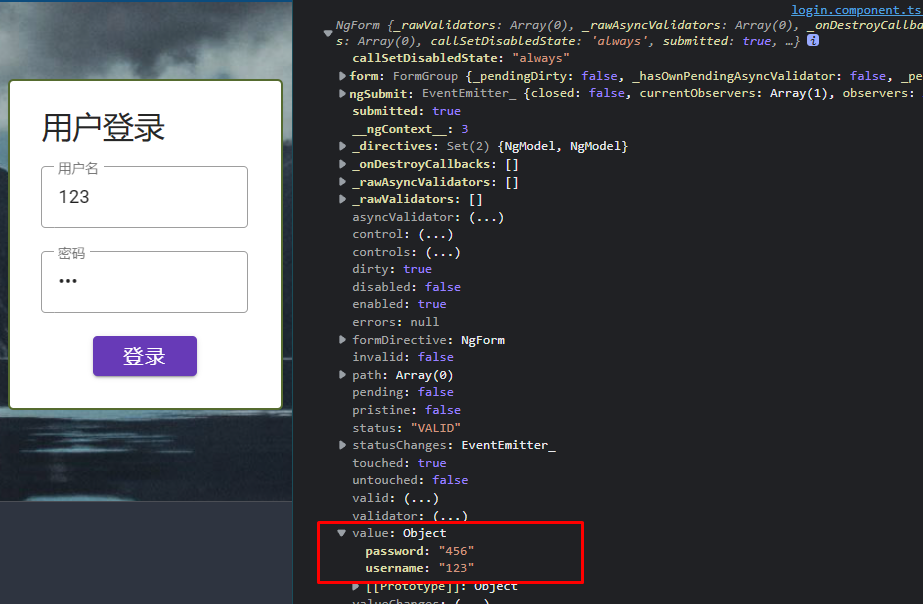 用户登录
用户名
123
密码
•••
登录
login.component.ts
NgForm {_rawValidators: Array(0), _rawAsyncValidators: Array(0), _onDestroyCallba
s: Array(0), callSetDisabledState: 'always', submitted: true, …}
callSetDisabledState: "always"
form: FormGroup {_pendingDirty: false, _hasOwnPendingAsyncValidator: false, _pe
ngSubmit: EventEmitter_ {closed: false, currentObservers: Array(1), observers:
submitted: true
__ngContext__: 3
_directives: Set(2) {NgModel, NgModel}
_onDestroyCallbacks: []
_rawAsyncValidators: []
_rawValidators: []
asyncValidator: (...)
control: (...)
controls: (...)
dirty: true
disabled: false
enabled: true
errors: null
formDirective: NgForm
invalid: false
path: Array(0)
pending: false
pristine: false
status: "VALID"
statusChanges: EventEmitter_
touched: true
untouched: false
valid: (...)
validator: (...)
value: Object
password: "456"
username: "123"
[[Prototype]]: Object
valueChanges: (...)